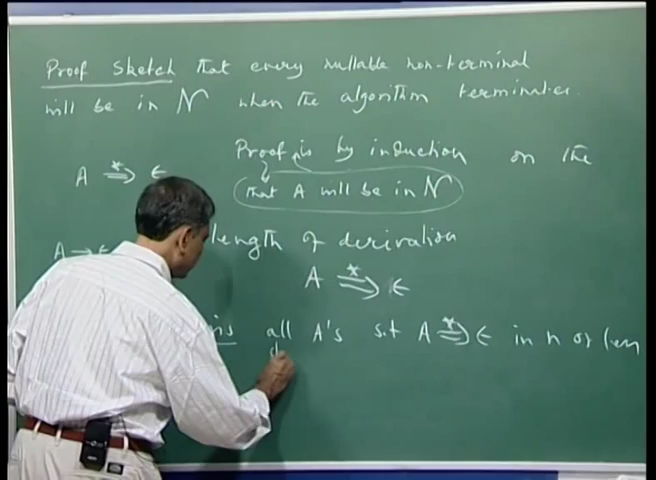 Proof sketch that every nullable non-terminal
will be in N when the algorithm terminates.
Proof is by induction on the
A ⇒* ϵ
that A will be in N
length of derivation
A → ϵ
A ⇒* ϵ
all A's s.t A ⇒* ϵ in n or less